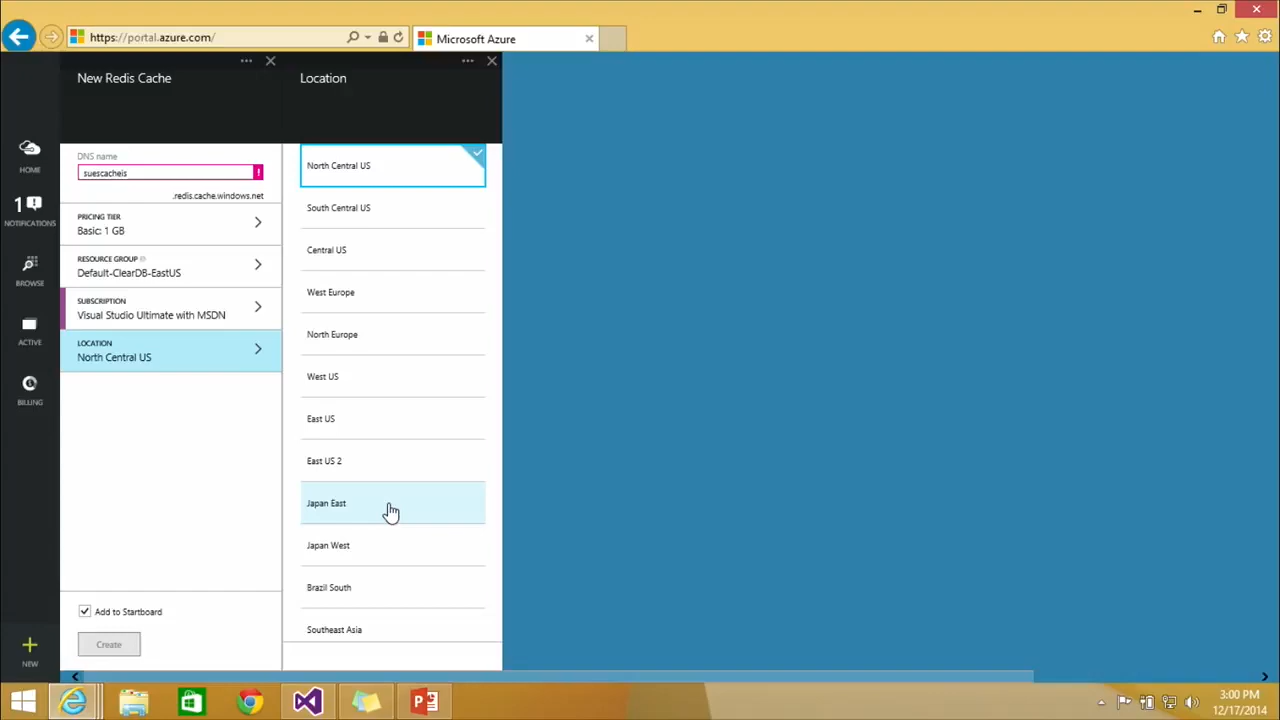 https://portal.azure.com/
Microsoft Azure
New Redis Cache
Location
HOME
1
NOTIFICATIONS
BROWSE
ACTIVE
BILLING
NEW
DNS name
suescacheis
!
.redis.cache.windows.net
PRICING TIER
Basic: 1 GB
RESOURCE GROUP
Default-ClearDB-EastUS
SUBSCRIPTION
Visual Studio Ultimate with MSDN
LOCATION
North Central US
Add to Startboard
Create
North Central US
South Central US
Central US
West Europe
North Europe
West US
East US
East US 2
Japan East
Japan West
Brazil South
Southeast Asia
3:00 PM
12/17/2014